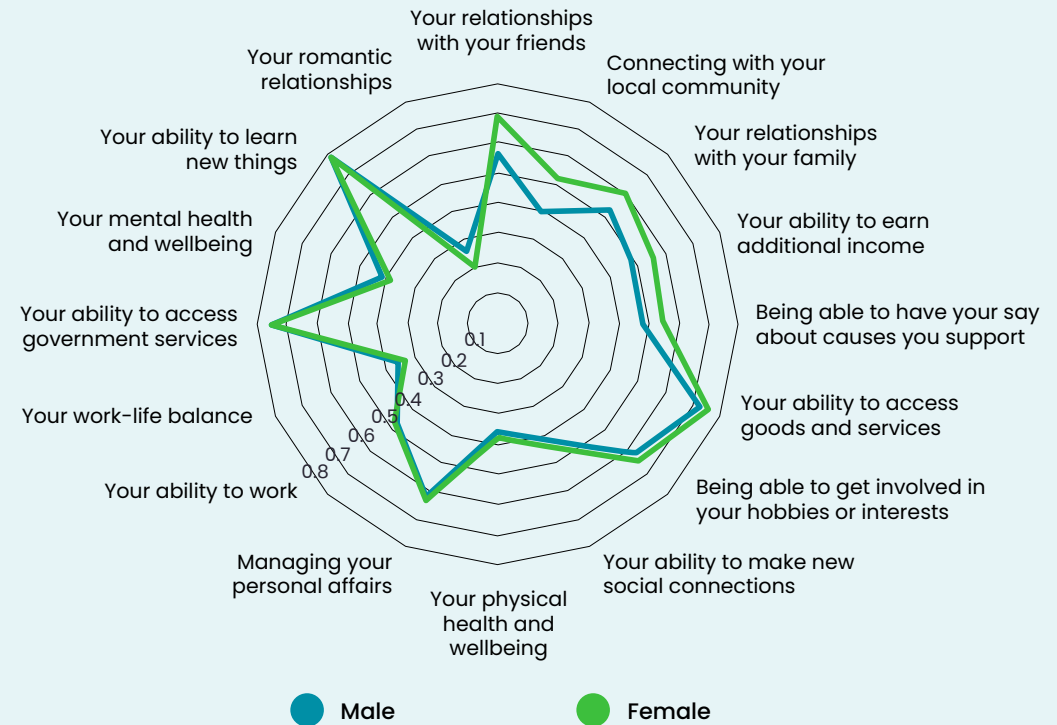 Your relationships
with your friends
Connecting with your
local community
Your relationships
with your family
Your ability to earn
additional income
Being able to have your say
about causes you support
Your ability to access
goods and services
Being able to get involved in
your hobbies or interests
Your ability to make new
social connections
Your physical
health and
wellbeing
Managing your
personal affairs
Your ability to work
Your work-life balance
Your ability to access
government services
Your mental health
and wellbeing
Your ability to learn
new things
Your romantic
relationships
0.1
0.2
0.3
0.4
0.5
0.6
0.7
0.8
Male
Female